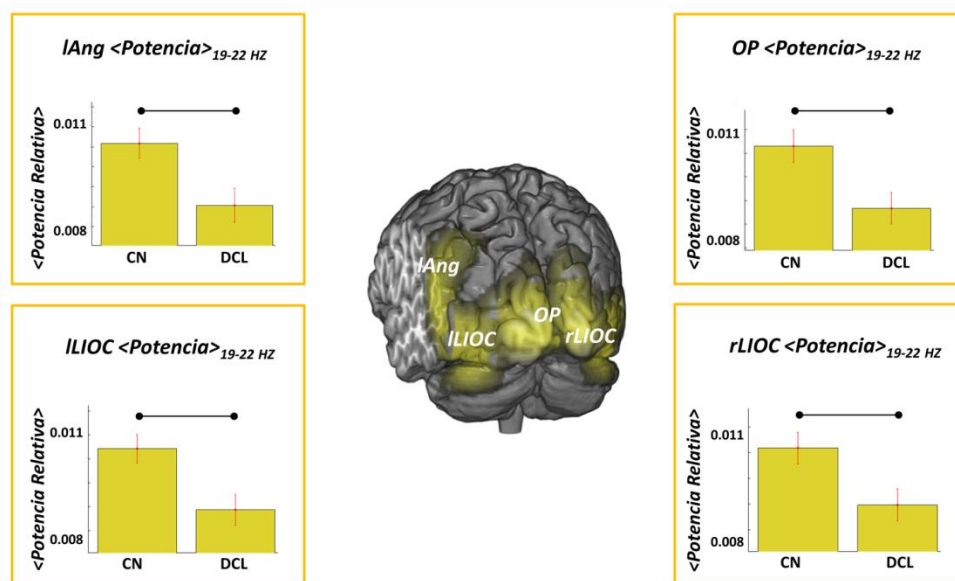 lAng <Potencia>19-22 HZ
<Potencia Relativa>
0.011
0.008
CN DCL
OP <Potencia>19-22 HZ
<Potencia Relativa>
0.011
0.008
CN DCL
lAng
OP
lLIOC
rLIOC
lLIOC <Potencia>19-22 HZ
<Potencia Relativa>
0.011
0.008
CN DCL
rLIOC <Potencia>19-22 HZ
<Potencia Relativa>
0.011
0.008
CN DCL